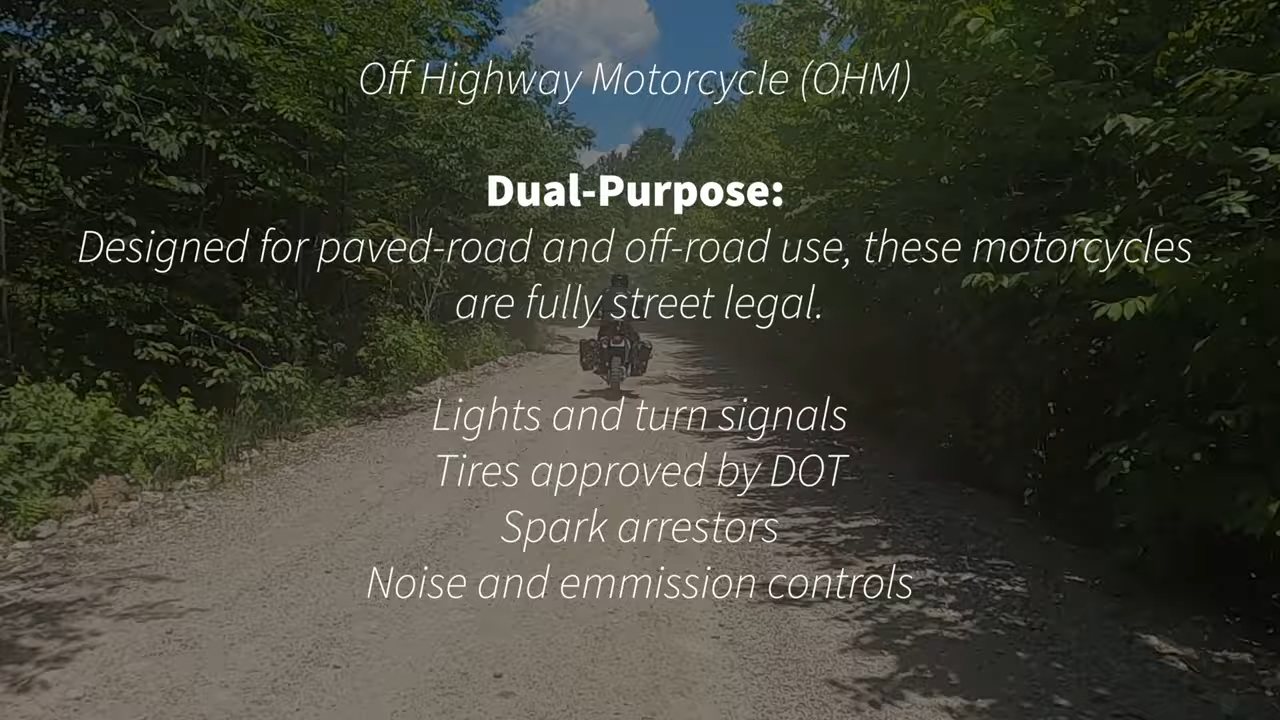 Off Highway Motorcycle (OHM)
Dual-Purpose:
Designed for paved-road and off-road use, these motorcycles
are fully street legal.
Lights and turn signals
Tires approved by DOT
Spark arrestors
Noise and emmission controls